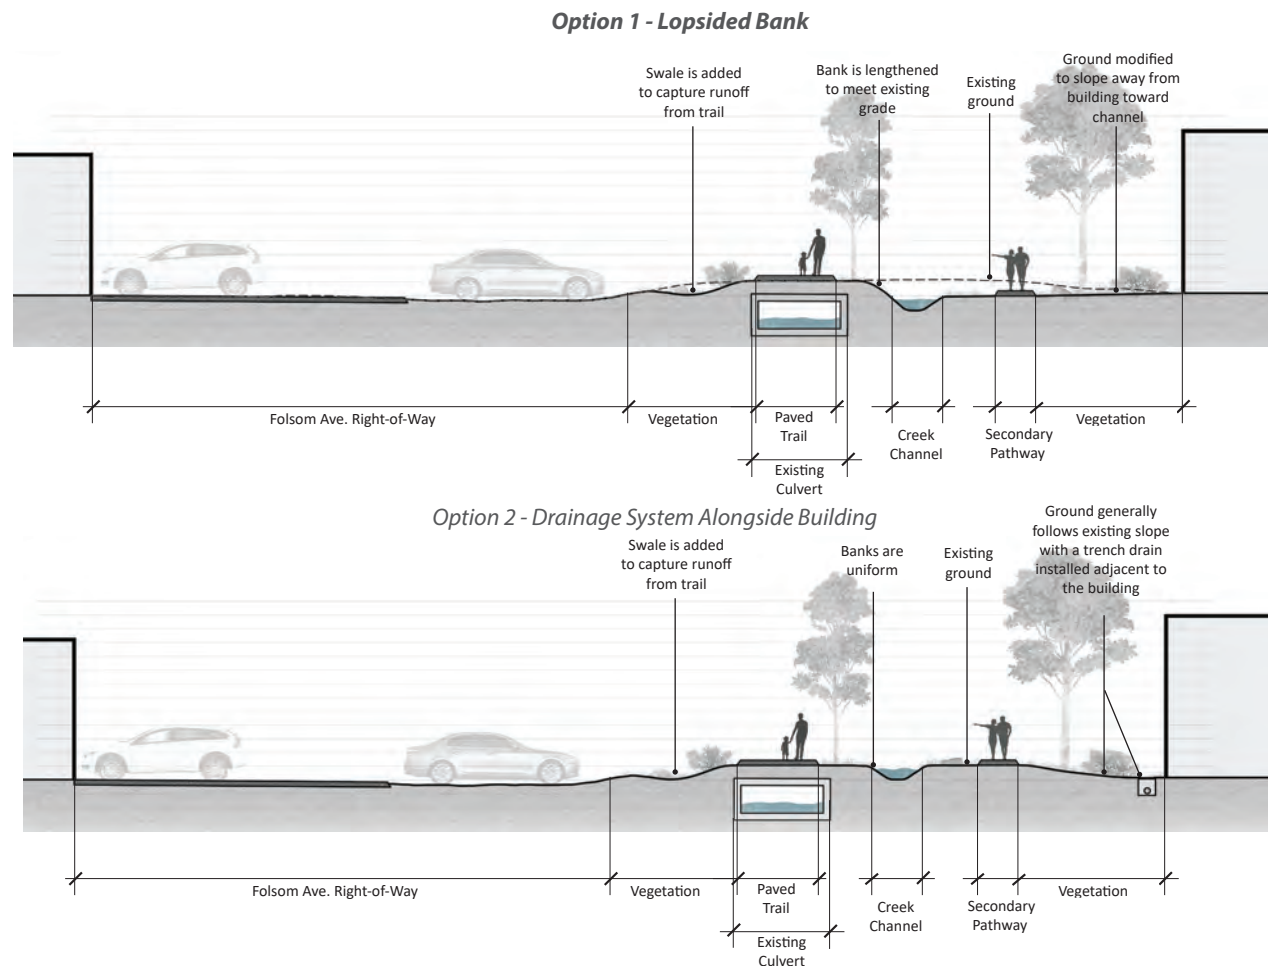 Option 1 - Lopsided Bank
Swale is added
to capture runoff
from trail
Bank is lengthened
to meet existing
grade
Existing
ground
Ground modified
to slope away from
building toward
channel
Folsom Ave. Right-of-Way
Vegetation
Paved
Trail
Existing
Culvert
Creek
Channel
Secondary
Pathway
Vegetation
Option 2 - Drainage System Alongside Building
Swale is added
to capture runoff
from trail
Banks are
uniform
Existing
ground
Ground generally
follows existing slope
with a trench drain
installed adjacent to
the building
Folsom Ave. Right-of-Way
Vegetation
Paved
Trail
Existing
Culvert
Creek
Channel
Secondary
Pathway
Vegetation